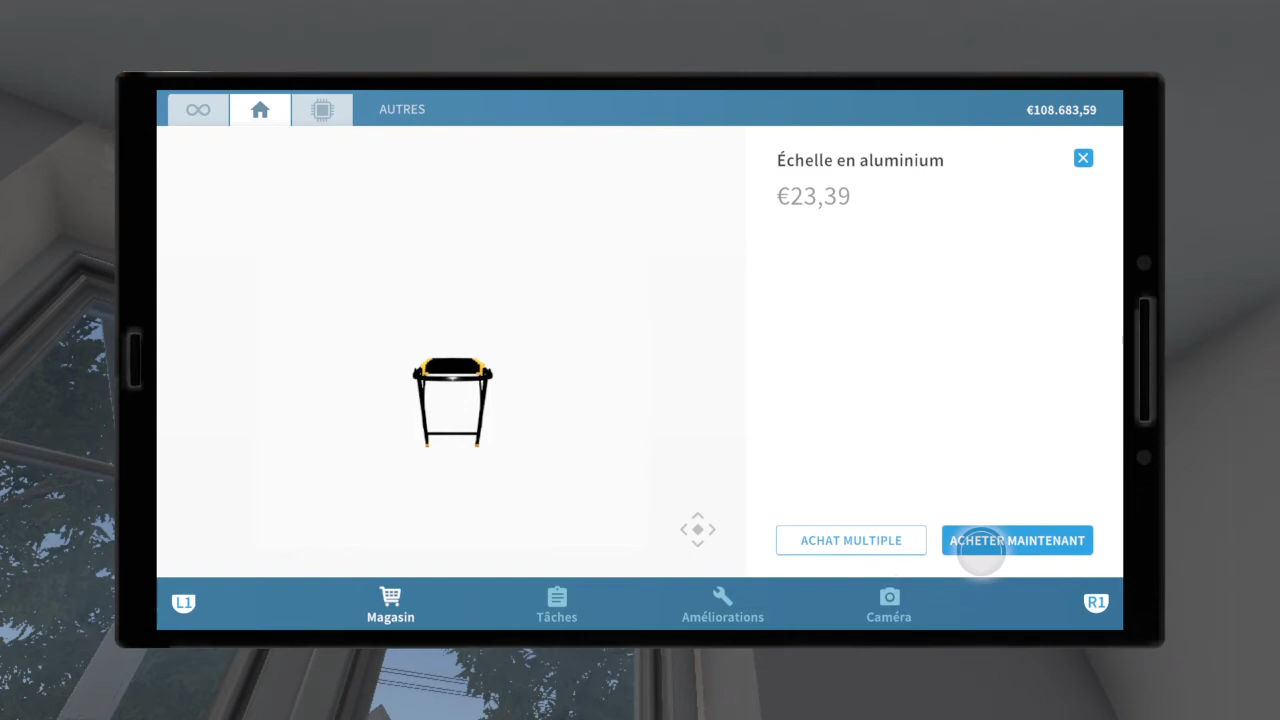 AUTRES
€108.683,59
Échelle en aluminium
€23,39
ACHAT MULTIPLE
ACHETER MAINTENANT
L1
Magasin
Tâches
Améliorations
Caméra
R1